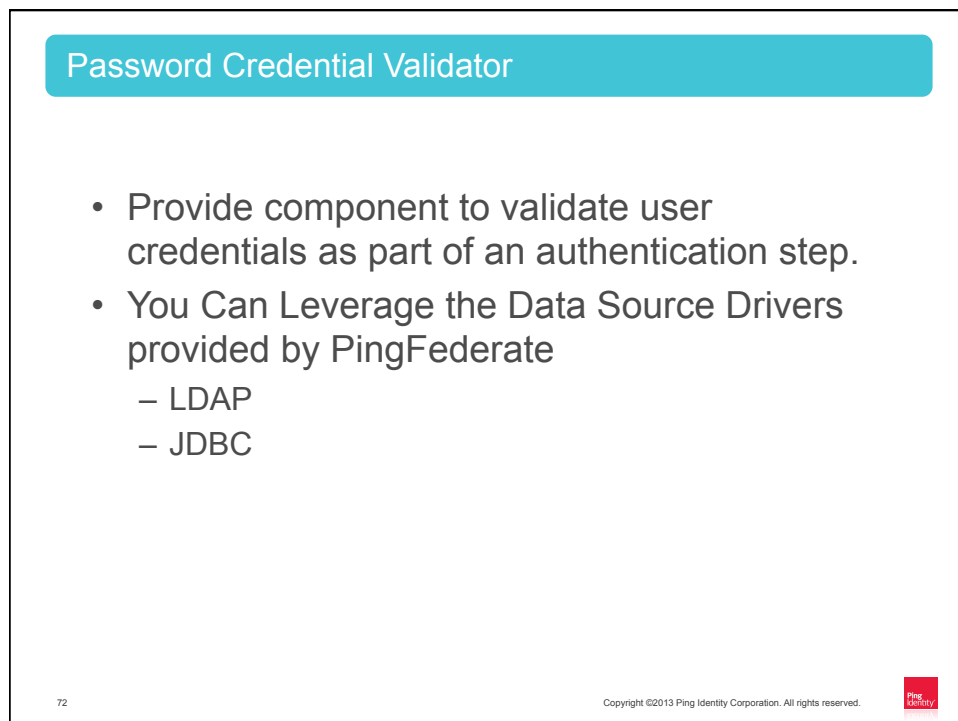 Password Credential Validator
• Provide component to validate user
credentials as part of an authentication step.
• You Can Leverage the Data Source Drivers
provided by PingFederate
– LDAP
– JDBC
72
Copyright ©2013 Ping Identity Corporation. All rights reserved.
Ping
Identity